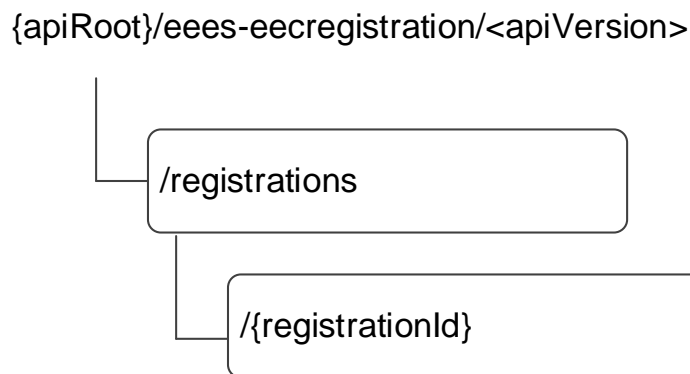 {apiRoot}/eees-eecregistration/<apiVersion>
/registrations
/{registrationId}